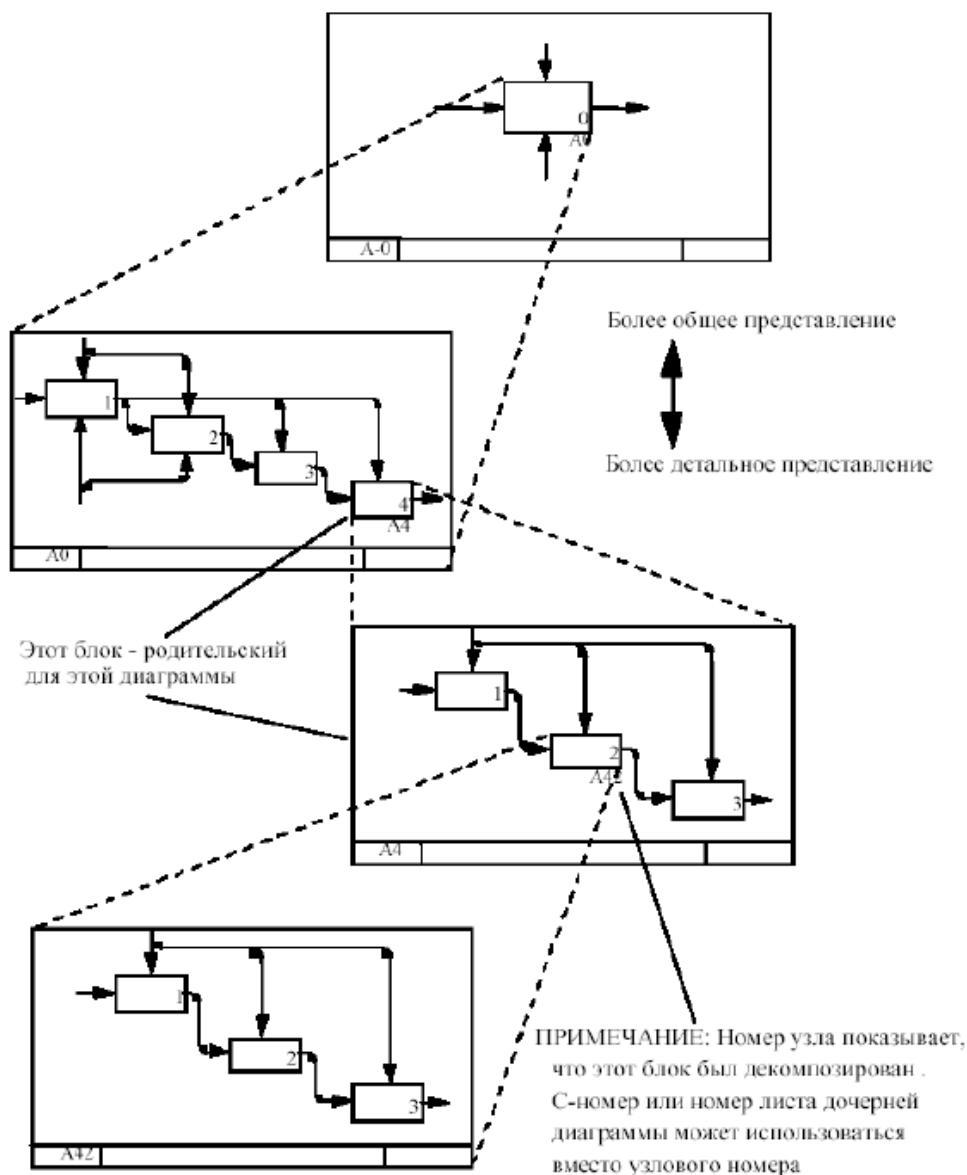 0
A0
A-0
Более общее представление
Более детальное представление
1
2
3
4
A4
A0
Этот блок - родительский
для этой диаграммы
1
2
A42
3
A4
1
2
3
A42
ПРИМЕЧАНИЕ: Номер узла показывает,
что этот блок был декомпозирован .
С-номер или номер листа дочерней
диаграммы может использоваться
вместо узлового номера